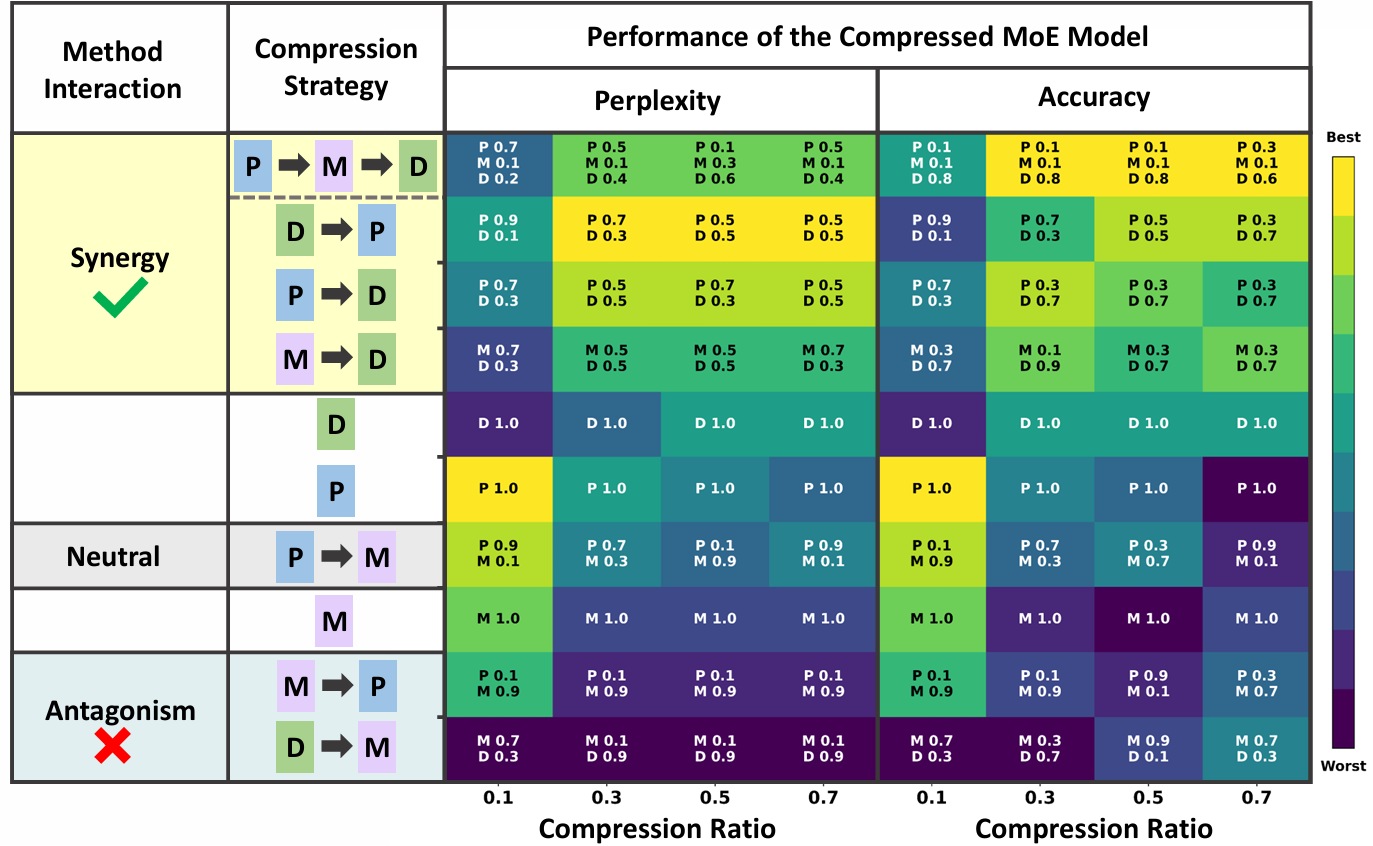 Method
Interaction
Compression
Strategy
Performance of the Compressed MoE Model
Perplexity
Accuracy
Synergy
P M D
P 0.7 P 0.5 P 0.1 P 0.5 P 0.1 P 0.1 P 0.1 P 0.3
M 0.1 M 0.1 M 0.3 M 0.1 M 0.1 M 0.1 M 0.1 M 0.1
D 0.2 D 0.4 D 0.6 D 0.4 D 0.8 D 0.8 D 0.8 D 0.6
D P
P 0.9 P 0.7 P 0.5 P 0.5 P 0.9 P 0.7 P 0.5 P 0.3
D 0.1 D 0.3 D 0.5 D 0.5 D 0.1 D 0.3 D 0.5 D 0.7
P D
P 0.7 P 0.5 P 0.7 P 0.5 P 0.7 P 0.3 P 0.3 P 0.3
D 0.3 D 0.5 D 0.3 D 0.5 D 0.3 D 0.7 D 0.7 D 0.7
M D
M 0.7 M 0.5 M 0.5 M 0.7 M 0.3 M 0.1 M 0.3 M 0.3
D 0.3 D 0.5 D 0.5 D 0.3 D 0.7 D 0.9 D 0.7 D 0.7
D
D 1.0 D 1.0 D 1.0 D 1.0 D 1.0 D 1.0 D 1.0 D 1.0
P
P 1.0 P 1.0 P 1.0 P 1.0 P 1.0 P 1.0 P 1.0 P 1.0
Neutral
P M
P 0.9 P 0.7 P 0.1 P 0.9 P 0.1 P 0.7 P 0.3 P 0.9
M 0.1 M 0.3 M 0.9 M 0.1 M 0.9 M 0.3 M 0.7 M 0.1
M
M 1.0 M 1.0 M 1.0 M 1.0 M 1.0 M 1.0 M 1.0 M 1.0
Antagonism
M P
P 0.1 P 0.1 P 0.1 P 0.1 P 0.1 P 0.1 P 0.9 P 0.3
M 0.9 M 0.9 M 0.9 M 0.9 M 0.9 M 0.9 M 0.1 M 0.7
D M
M 0.7 M 0.1 M 0.1 M 0.1 M 0.7 M 0.3 M 0.9 M 0.7
D 0.3 D 0.9 D 0.9 D 0.9 D 0.3 D 0.7 D 0.1 D 0.3
0.1 0.3 0.5 0.7 0.1 0.3 0.5 0.7
Compression Ratio
Compression Ratio
Best
Worst